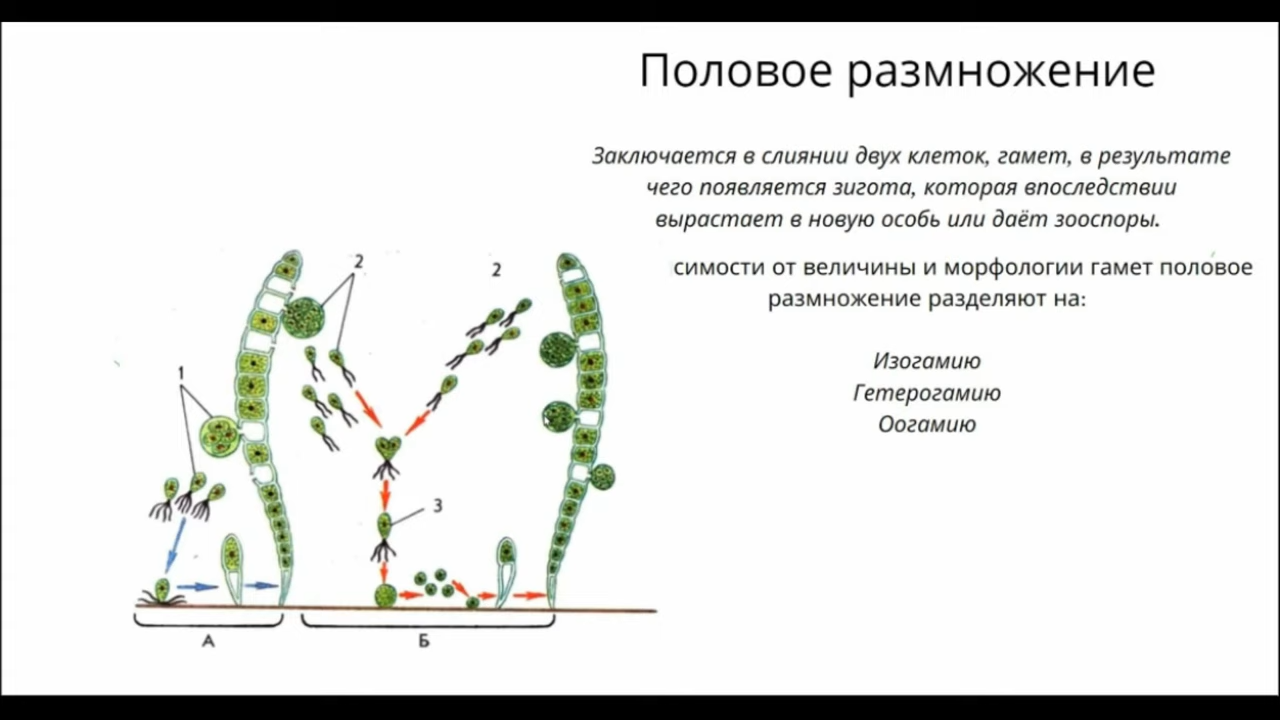 Половое размножение
Заключается в слиянии двух клеток, гамет, в результате
чего появляется зигота, которая впоследствии
вырастает в новую особь или даёт зооспоры.
симости от величины и морфологии гамет половое
размножение разделяют на:
Изогамию
Гетерогамию
Оогамию
2
2
1
3
А
Б